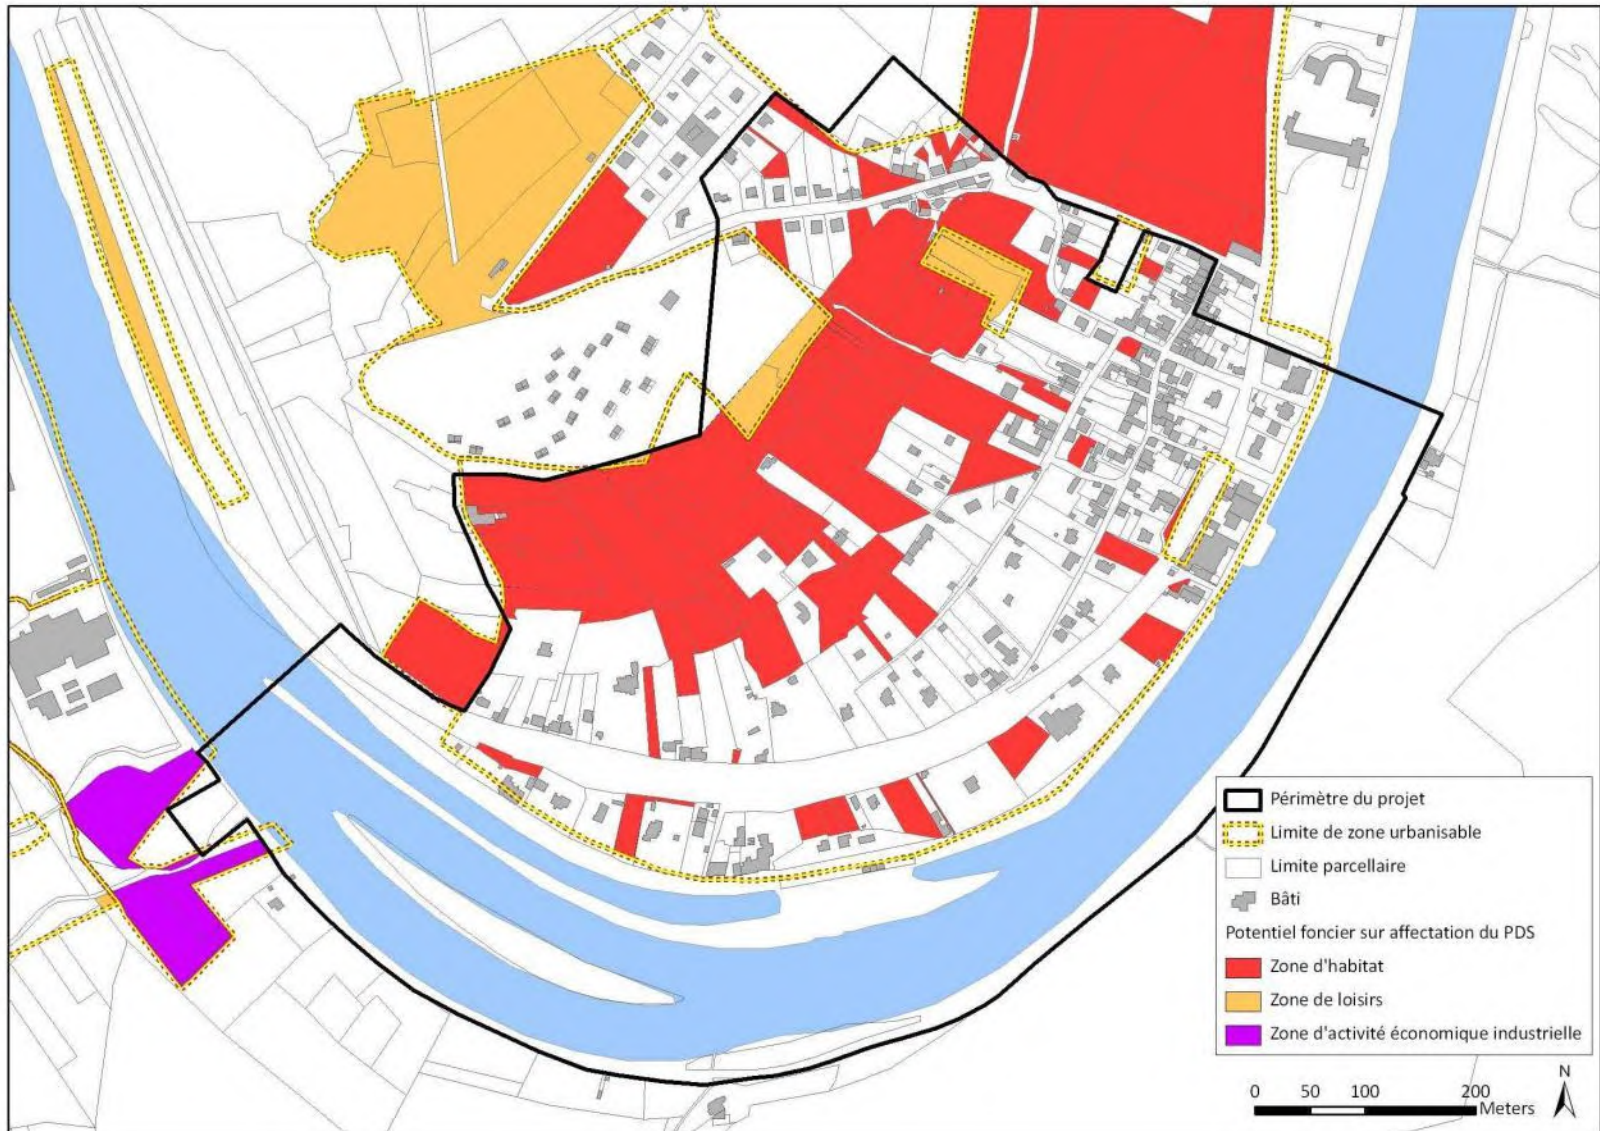 Périmètre du projet
Limite de zone urbanisable
Limite parcellaire
Bâti
Potentiel foncier sur affectation du PDS
Zone d'habitat
Zone de loisirs
Zone d'activité économique industrielle
0 50 100 200
Meters
N